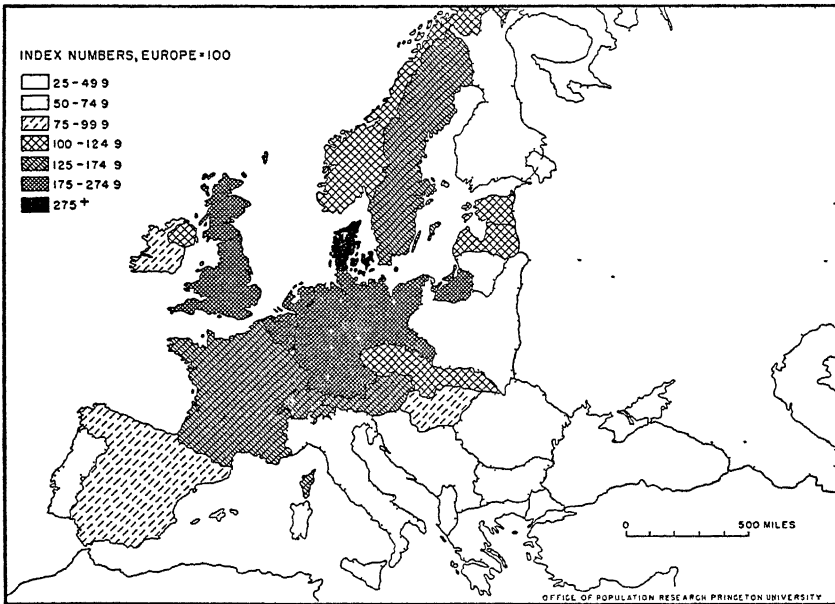 INDEX NUMBERS, EUROPE=100
25-49 9
50-74 9
75-99 9
100-124 9
125-174 9
175-274 9
275+
0 500 MILES
OFFICE OF POPULATION RESEARCH PRINCETON UNIVERSITY